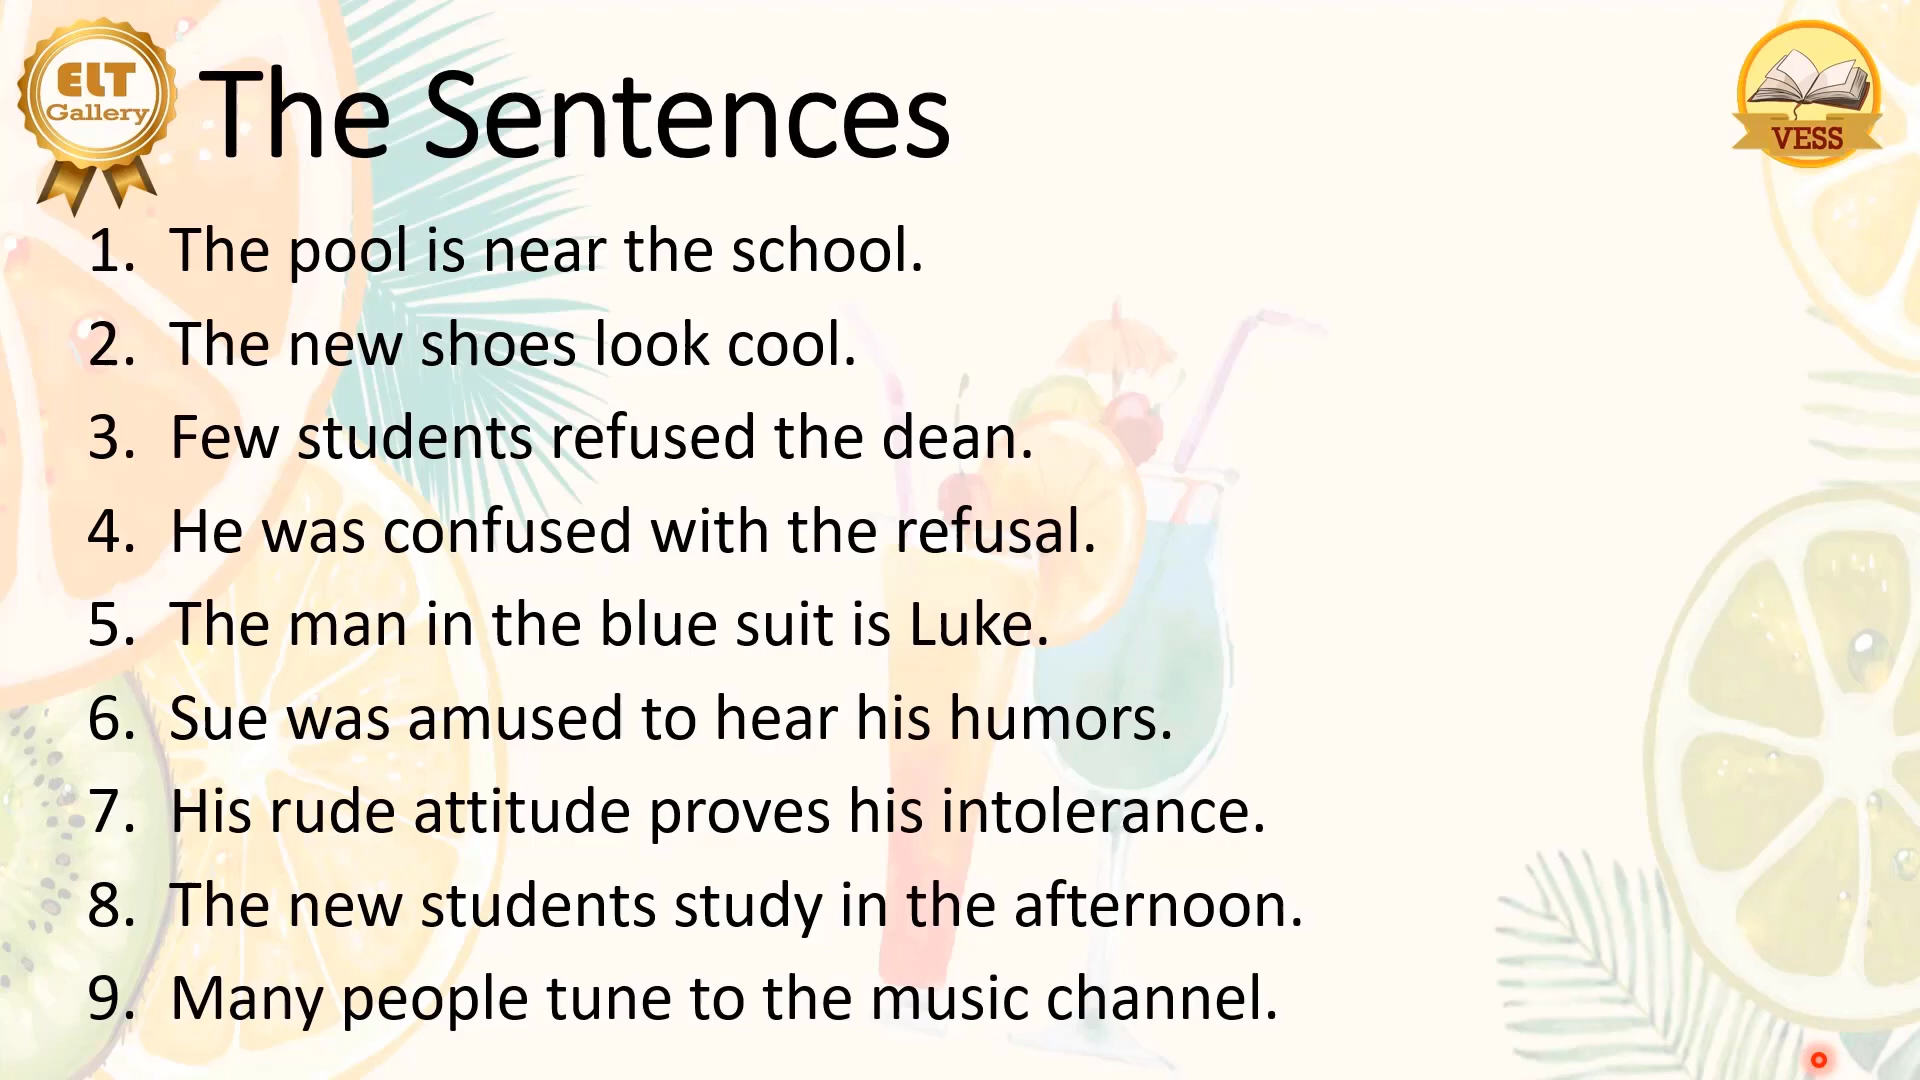 ELT
Gallery
The Sentences
VESS
1. The pool is near the school.
2. The new shoes look cool.
3. Few students refused the dean.
4. He was confused with the refusal.
5. The man in the blue suit is Luke.
6. Sue was amused to hear his humors.
7. His rude attitude proves his intolerance.
8. The new students study in the afternoon.
9. Many people tune to the music channel.